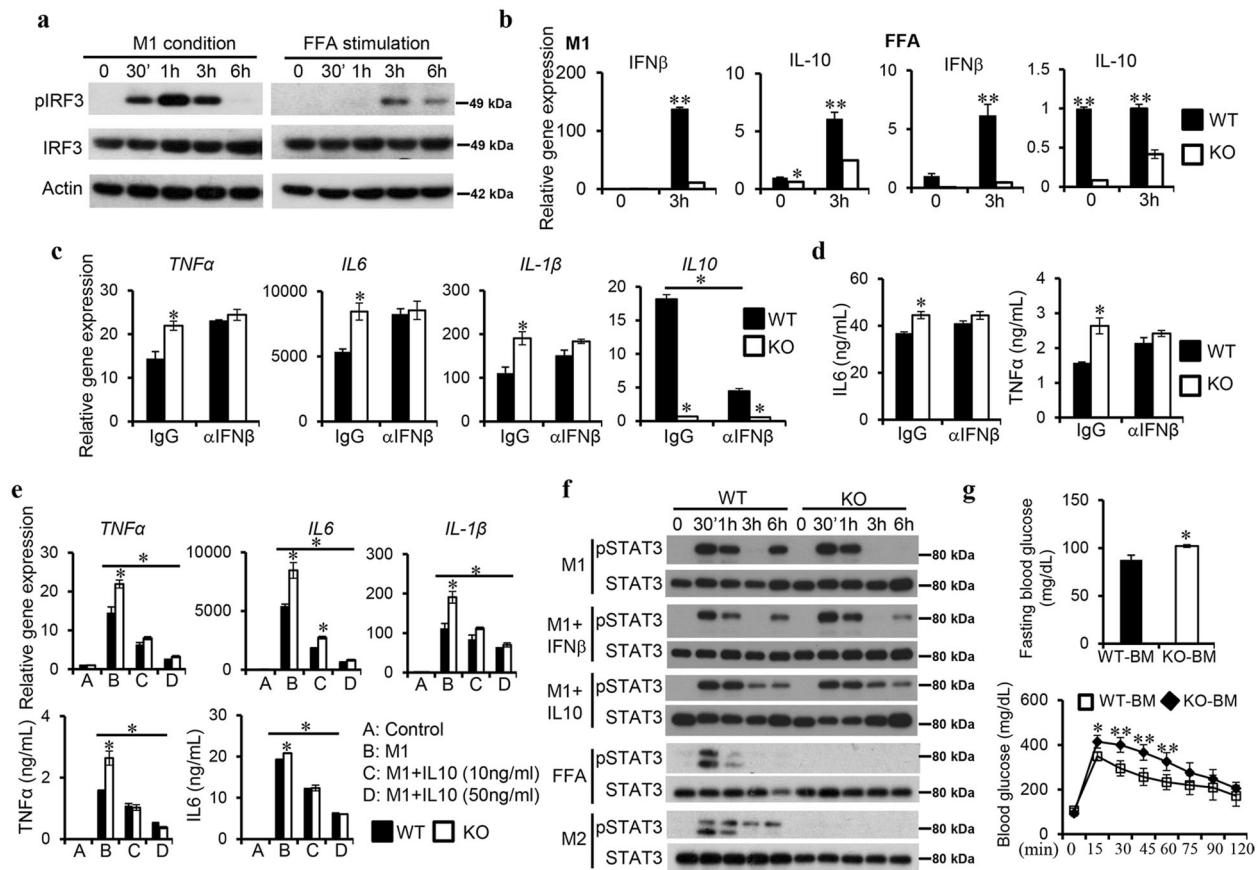 a
M1 condition
FFA stimulation
0 30' 1h 3h 6h
0 30' 1h 3h 6h
pIRF3
49 kDa
IRF3
49 kDa
Actin
42 kDa
b
M1
FFA
IFNβ
IL-10
IFNβ
IL-10
Relative gene expression
200
150
100
50
0
**
0 3h
10
5
0
*
**
0 3h
10
5
0
**
0 3h
1.5
1
0.5
0
**
**
0 3h
WT
KO
c
Relative gene expression
TNFα
IL6
IL-1β
IL10
30
20
10
0
*
IgG αIFNβ
10000
5000
0
*
IgG αIFNβ
300
200
100
0
*
IgG αIFNβ
20
15
10
5
0
*
*
*
IgG αIFNβ
WT
KO
d
IL6 (ng/mL)
60
40
20
0
*
IgG αIFNβ
TNFα (ng/mL)
4
3
2
1
0
*
IgG αIFNβ
WT
KO
e
Relative gene expression
TNFα
IL6
IL-1β
30
20
10
0
*
*
A B C D
10000
5000
0
*
*
*
A B C D
300
200
100
0
*
*
A B C D
TNFα (ng/mL)
4
2
0
*
*
A B C D
IL6 (ng/mL)
30
20
10
0
*
*
A B C D
A: Control
B: M1
C: M1+IL10 (10ng/ml)
D: M1+IL10 (50ng/ml)
WT KO
f
WT KO
0 30' 1h 3h 6h 0 30' 1h 3h 6h
M1
pSTAT3
80 kDa
STAT3
80 kDa
M1+
IFNβ
pSTAT3
80 kDa
STAT3
80 kDa
M1+
IL10
pSTAT3
80 kDa
STAT3
80 kDa
FFA
pSTAT3
80 kDa
STAT3
80 kDa
M2
pSTAT3
80 kDa
STAT3
80 kDa
g
Fasting blood glucose
(mg/dL)
150
100
50
0
*
WT-BM KO-BM
Blood glucose (mg/dL)
WT-BM KO-BM
600
400
200
0
* ** ** **
(min) 0 15 30 45 60 75 90 120